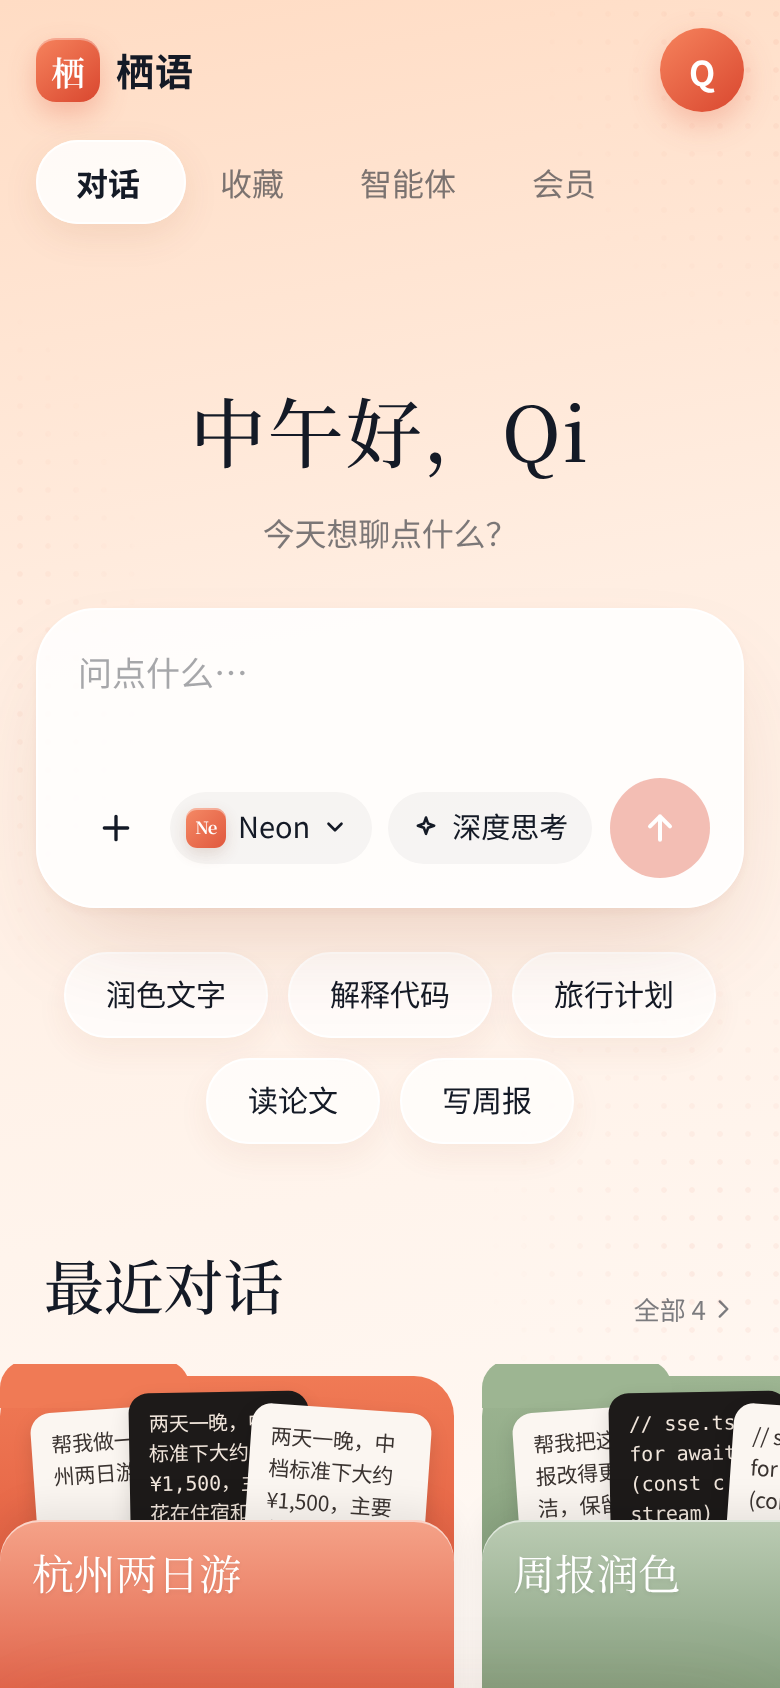 栖 栖语
Q
对话 收藏 智能体 会员
中午好，Qi
今天想聊点什么？
问点什么…
Ne Neon 深度思考
润色文字 解释代码 旅行计划
读论文 写周报
最近对话
全部 4
帮我做一
州两日游
两天一晚，
标准下大约
¥1,500，
花在住宿和
两天一晚，中
档标准下大约
¥1,500，主要
杭州两日游
帮我把这
报改得更
洁，保留
// sse.ts
for await
(const c
stream)
// s
for
(co
周报润色